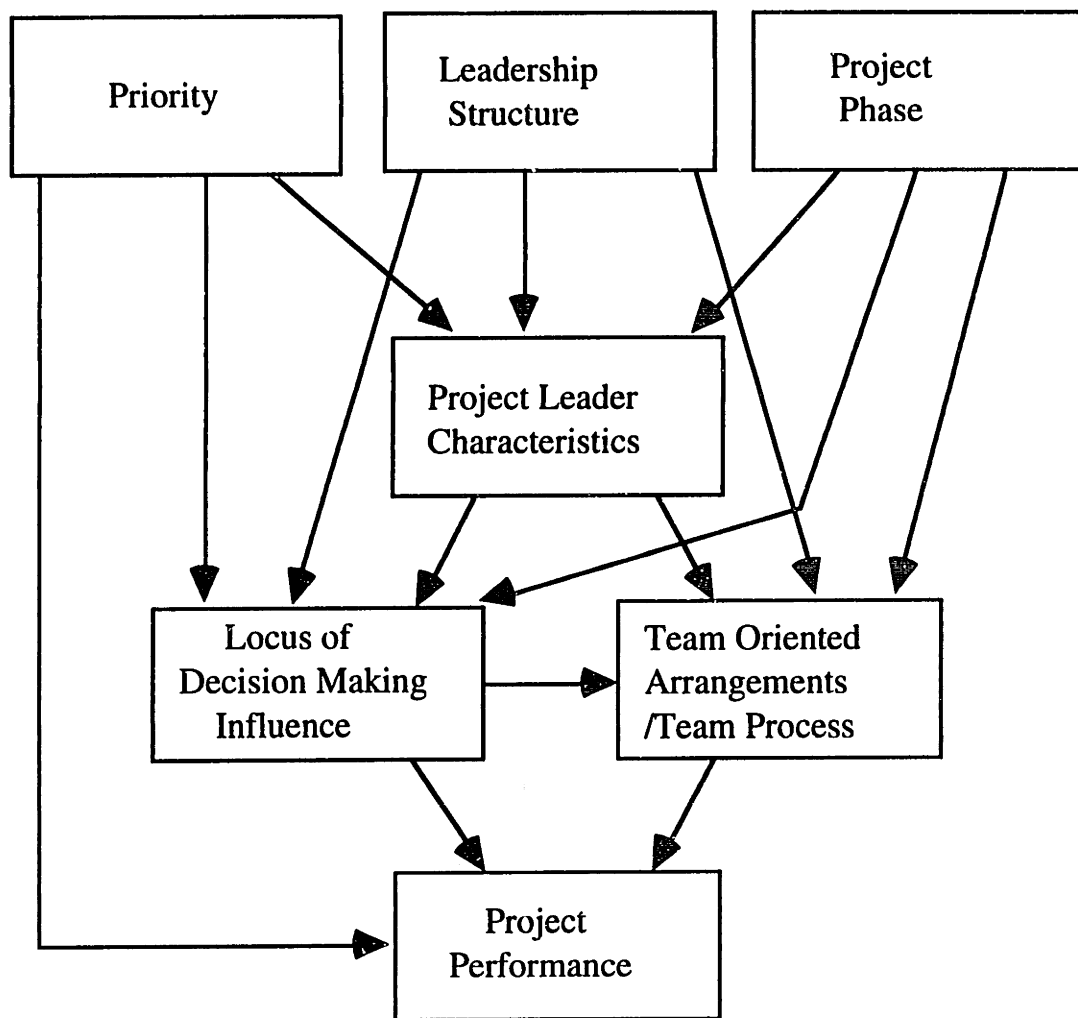 Priority
Leadership
Structure
Project
Phase
Project Leader
Characteristics
Locus of
Decision Making
Influence
Team Oriented
Arrangements
/Team Process
Project
Performance